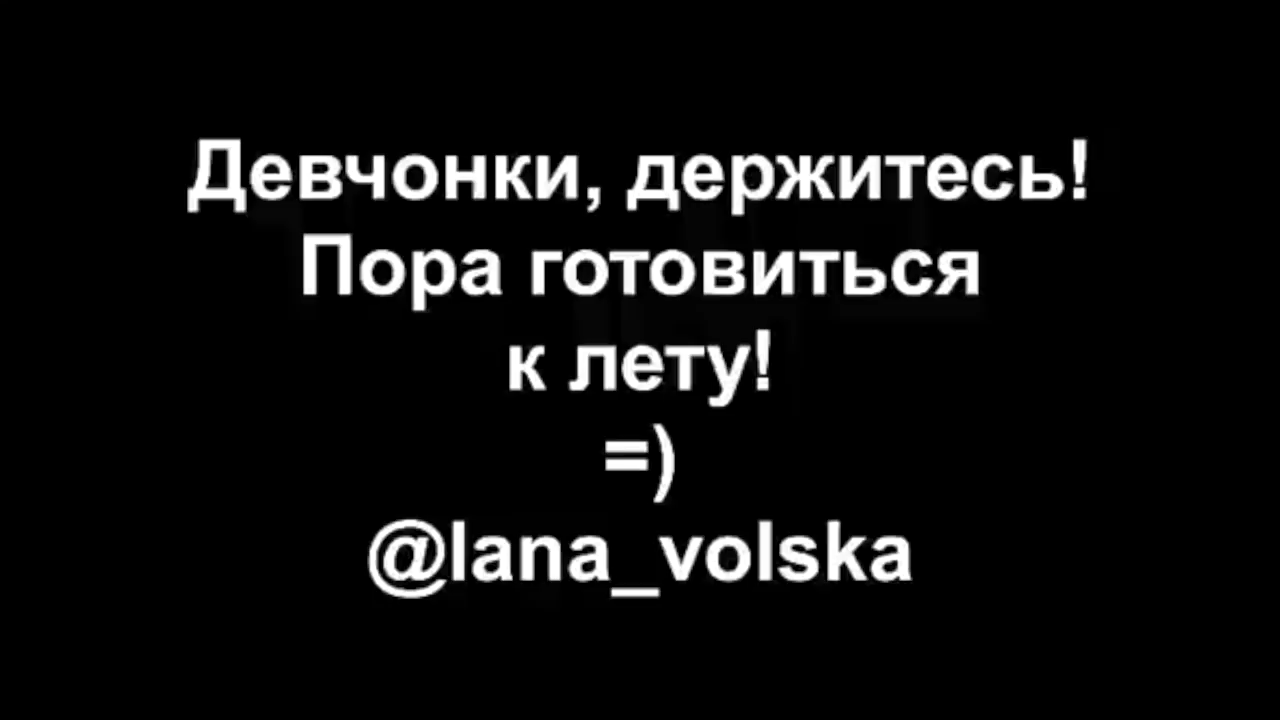 Девчонки, держитесь!
Пора готовиться
к лету!
=)
@lana_volska